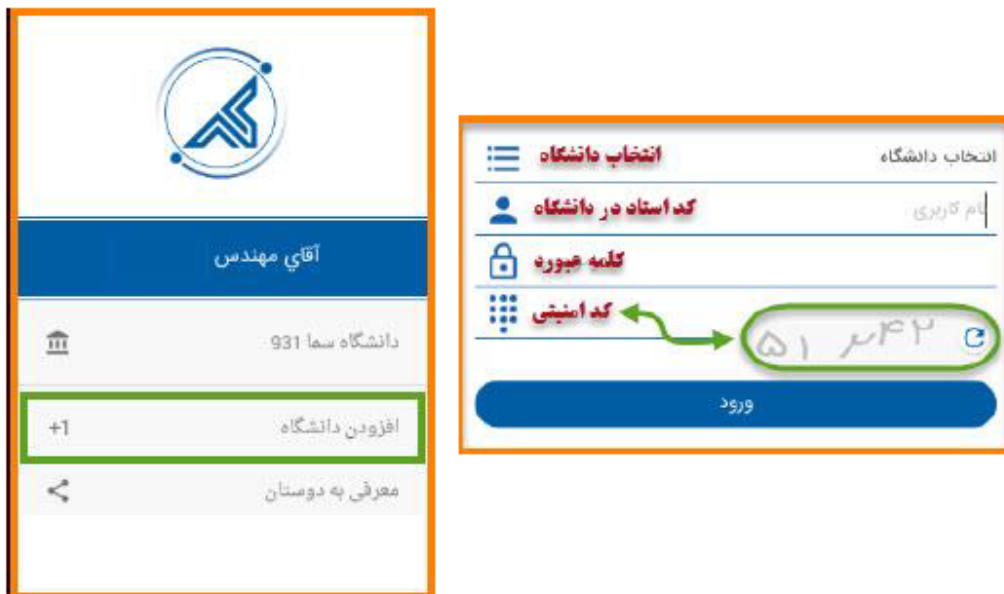 آقاي مهندس
دانشگاه سما 931
افزودن دانشگاه
+1
معرفی به دوستان
انتخاب دانشگاه
انتخاب دانشگاه
نام کاربری
کد استاد در دانشگاه
کلمه عبورد
کد امنیتی
ورود